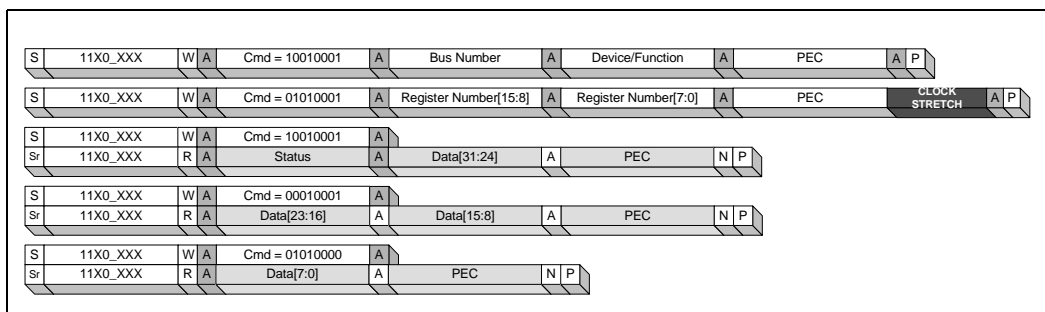 S 11X0_XXX W A Cmd = 10010001 A Bus Number A Device/Function A PEC A P
S 11X0_XXX W A Cmd = 01010001 A Register Number[15:8] A Register Number[7:0] A PEC CLOCK STRETCH A P
S 11X0_XXX W A Cmd = 10010001 A
Sr 11X0_XXX R A Status A Data[31:24] A PEC N P
S 11X0_XXX W A Cmd = 00010001 A
Sr 11X0_XXX R A Data[23:16] A Data[15:8] A PEC N P
S 11X0_XXX W A Cmd = 01010000 A
Sr 11X0_XXX R A Data[7:0] A PEC N P